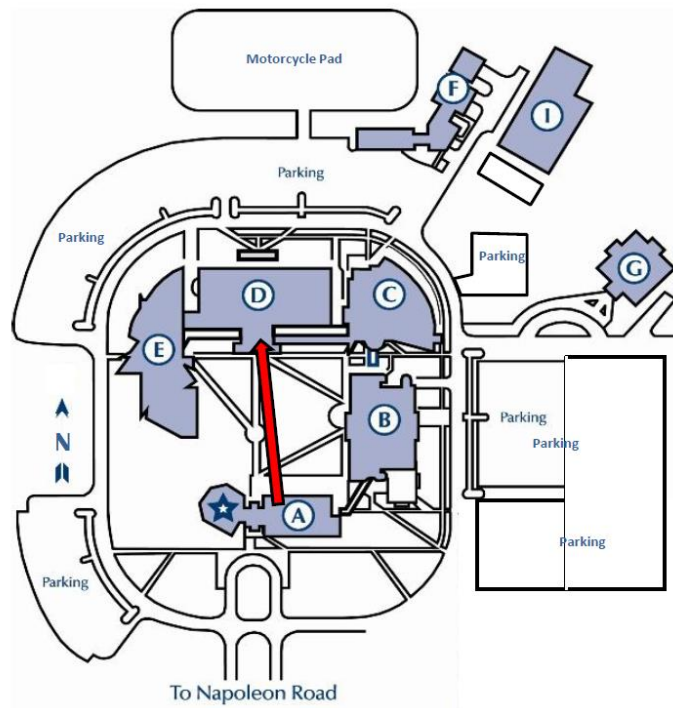 Motorcycle Pad
F
I
Parking
Parking
Parking
G
D
C
E
B
N
Parking
Parking
A
Parking
Parking
To Napoleon Road